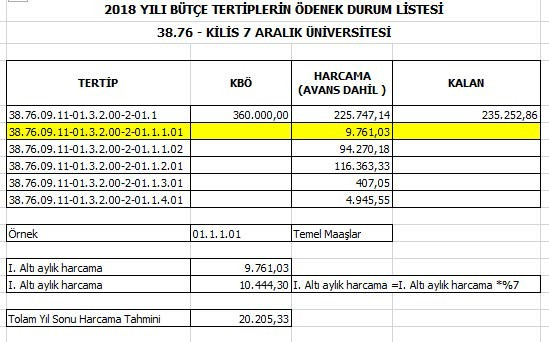 2018 YILI BÜTÇE TERTİPLERİN ÖDENEK DURUM LİSTESİ
38.76 - KİLİS 7 ARALIK ÜNİVERSİTESİ
TERTİP KBÖ HARCAMA (AVANS DAHİL ) KALAN
38.76.09.11-01.3.2.00-2-01.1 360.000,00 225.747,14 235.252,86
38.76.09.11-01.3.2.00-2-01.1.1.01 9.761,03
38.76.09.11-01.3.2.00-2-01.1.1.02 94.270,18
38.76.09.11-01.3.2.00-2-01.1.2.01 116.363,33
38.76.09.11-01.3.2.00-2-01.1.3.01 407,05
38.76.09.11-01.3.2.00-2-01.1.4.01 4.945,55
Örnek 01.1.1.01 Temel Maaşlar
I. Altı aylık harcama 9.761,03
I. Altı aylık harcama 10.444,30 I. Altı aylık harcama =I. Altı aylık harcama *%7
Tolam Yıl Sonu Harcama Tahmini 20.205,33